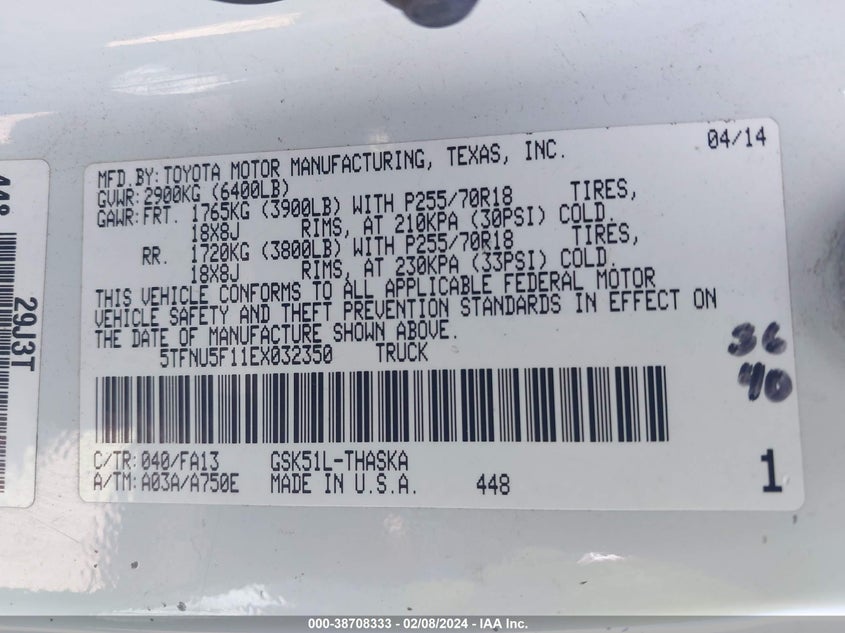 MFD. BY: TOYOTA MOTOR MANUFACTURING, TEXAS, INC. 04/14
GVWR: 2900KG (6400LB)
GAWR: FRT. 1765KG (3900LB) WITH P255/70R18 TIRES,
18X8J RIMS, AT 210KPA (30PSI) COLD.
RR. 1720KG (3800LB) WITH P255/70R18 TIRES,
18X8J RIMS, AT 230KPA (33PSI) COLD.
THIS VEHICLE CONFORMS TO ALL APPLICABLE FEDERAL MOTOR
VEHICLE SAFETY AND THEFT PREVENTION STANDARDS IN EFFECT ON
THE DATE OF MANUFACTURE SHOWN ABOVE.
5TFNU5F11EX032350 TRUCK
36
40
C/TR: 040/FA13 GSK51L-THASKA
A/TM: A03A/A750E MADE IN U.S.A. 448 1
29J3T
000-38708333 / 02/08/2024 - IAA Inc.